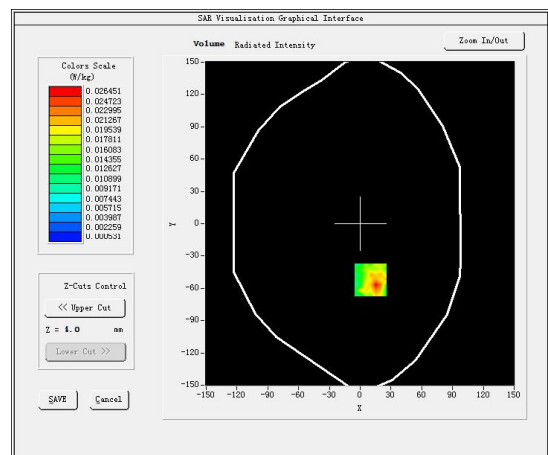 SAR Visualisation Graphical Interface
Volume Radiated Intensity
Zoom In/Out
Colors Scale
(W/kg)
0.026451
0.024723
0.022995
0.021267
0.019539
0.017811
0.016083
0.014355
0.012627
0.010899
0.009171
0.007443
0.005715
0.003987
0.002259
0.000531
Z-Cuts Control
<< Upper Cut
Z = 4.0 mm
Lower Cut >>
SAVE Cancel
150
120
90
60
30
0
-30
-60
-90
-120
-150
Y
-150 -120 -90 -60 -30 0 30 60 90 120 150
X